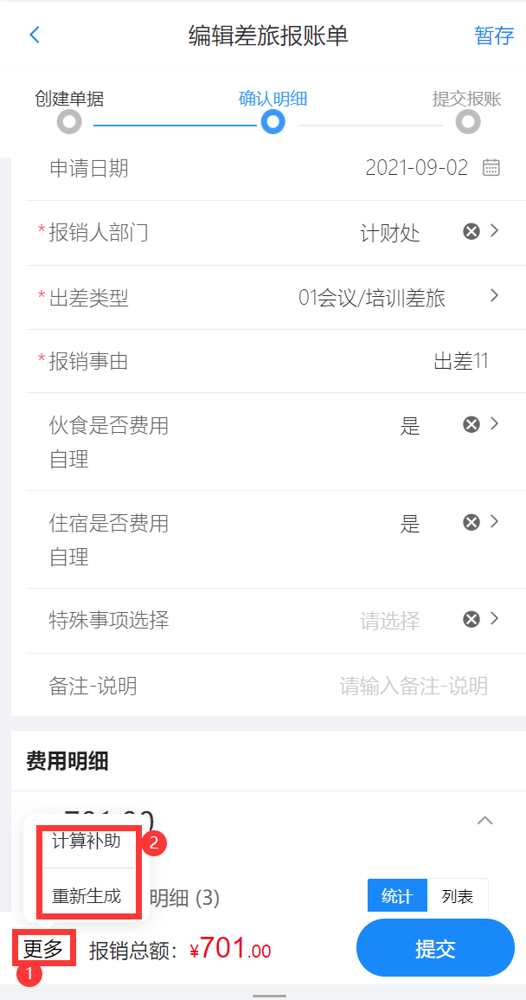 编辑差旅报账单 暂存
创建单据 确认明细 提交报账
申请日期 2021-09-02
*报销人部门 计财处
*出差类型 01会议/培训差旅
*报销事由 出差11
伙食是否费用 是
自理
住宿是否费用 是
自理
特殊事项选择 请选择
备注-说明 请输入备注-说明
费用明细
计算补助 2
重新生成 明细 (3) 统计 列表
更多 报销总额: ¥701.00 提交
1